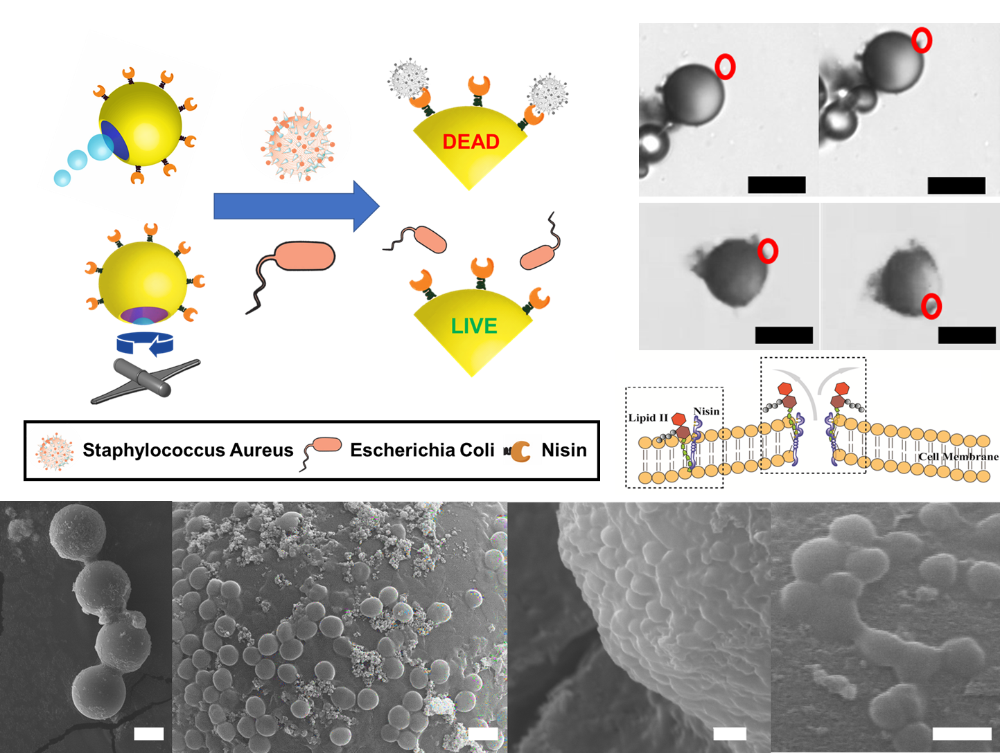 DEAD
LIVE
Staphylococcus Aureus
Escherichia Coli
Nisin
Lipid II
Nisin
Cell Membrane